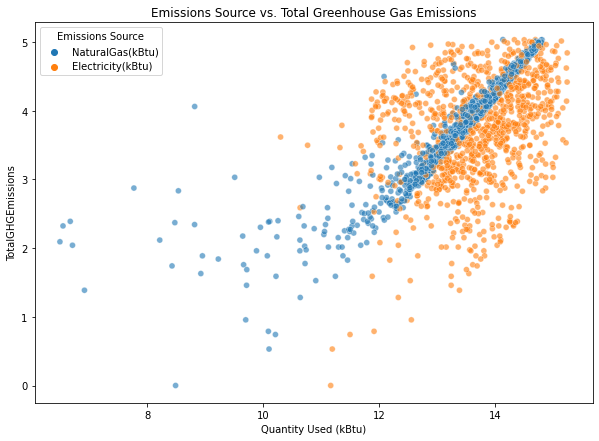 Emissions Source vs. Total Greenhouse Gas Emissions
Emissions Source
NaturalGas(kBtu)
Electricity(kBtu)
TotalGHGEmissions
5
4
3
2
1
0
8
10
12
14
Quantity Used (kBtu)